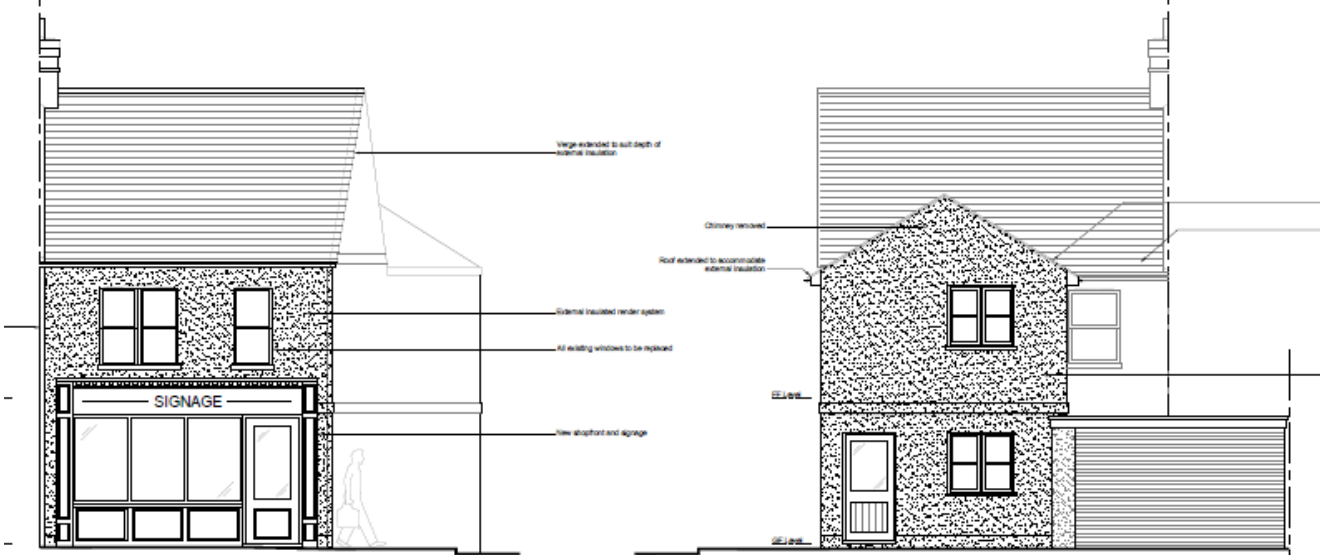 Verge extended to suit depth of
external insulation
External insulated render system
All existing windows to be replaced
SIGNAGE
New shopfront and signage
Chimney removed
Roof extended to accommodate
external insulation
FF Level
GF Level